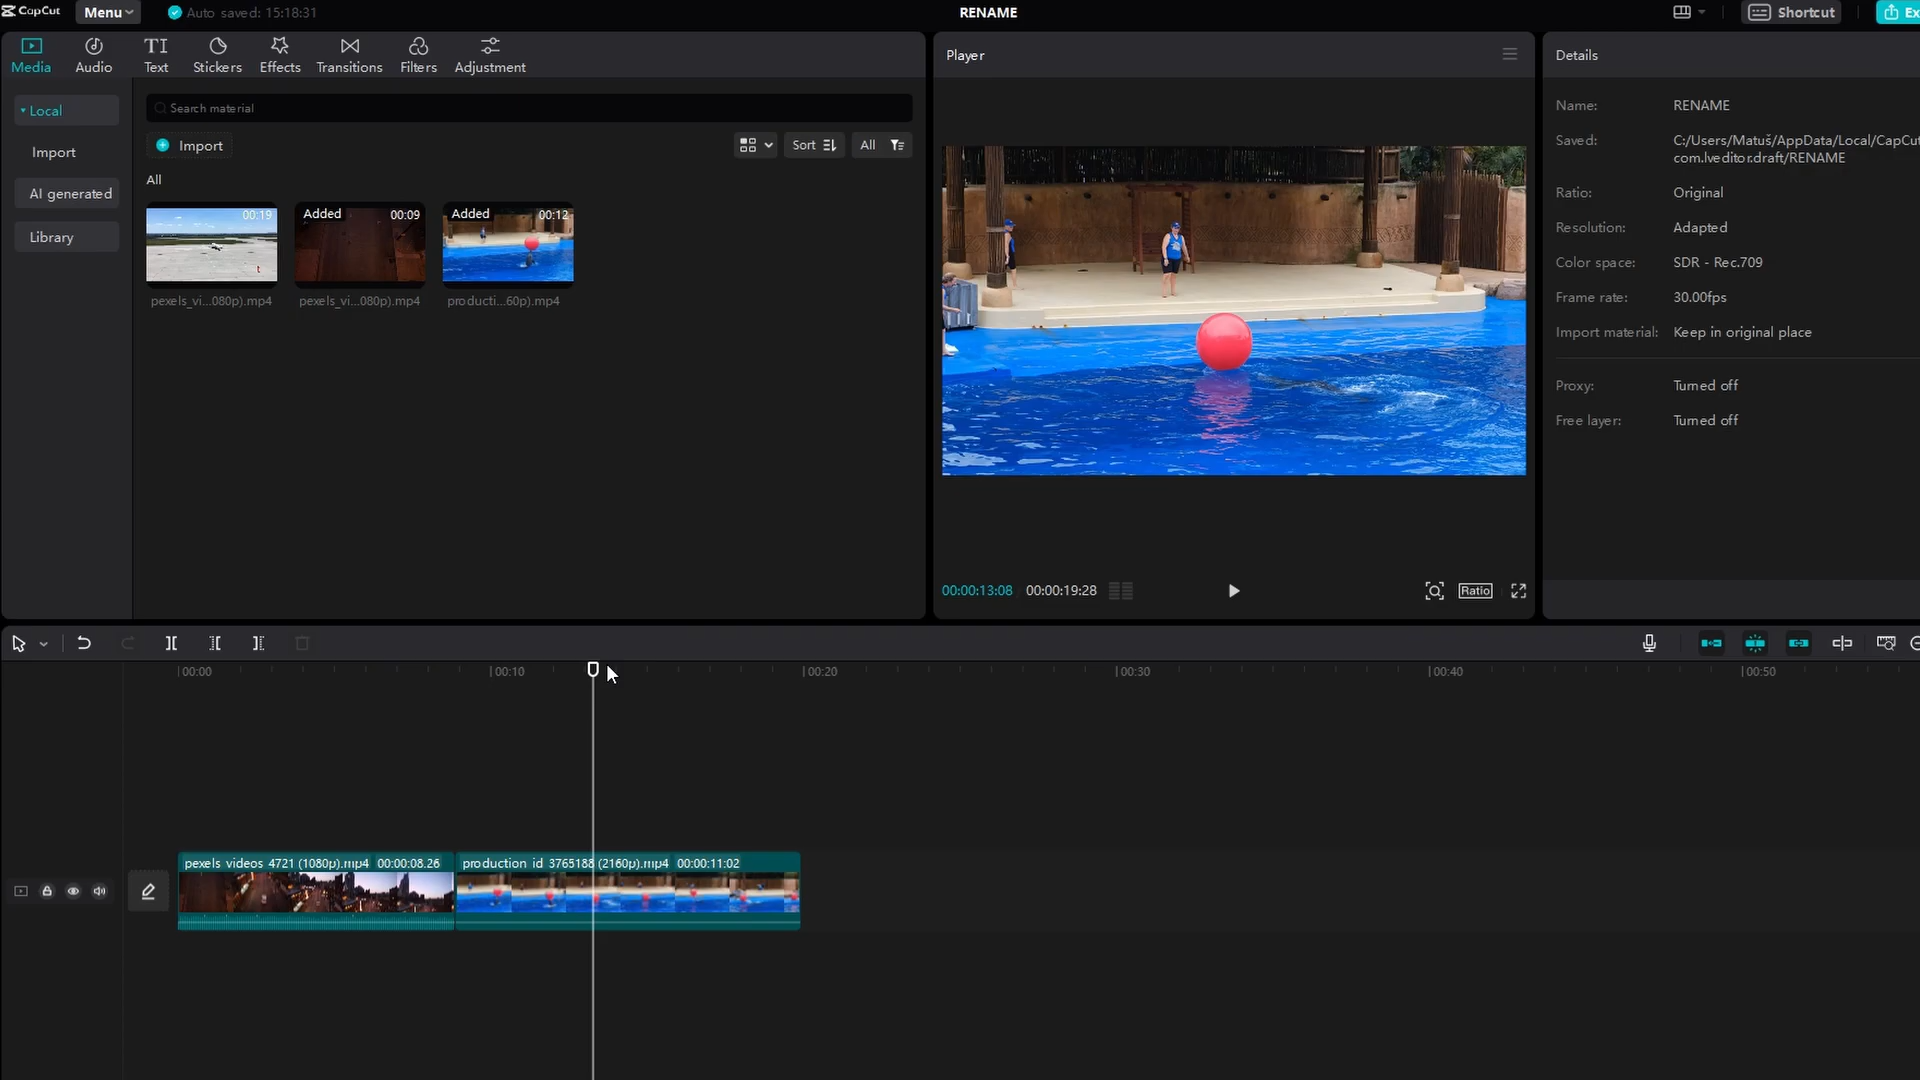 CapCut
Menu
Auto saved: 15:18:31
RENAME
Shortcut
Ex
Media
Audio
TI
Text
Stickers
Effects
Transitions
Filters
Adjustment
Local
Import
AI generated
Library
Search material
Import
Sort
All
All
00:19
Added 00:09
Added 00:12
pexels_vi...080p).mp4
pexels_vi...080p).mp4
producti...60p).mp4
Player
00:00:13:08 00:00:19:28
Ratio
Details
Name: RENAME
Saved: C:/Users/Matuš/AppData/Local/CapCut
com.lveditor.draft/RENAME
Ratio: Original
Resolution: Adapted
Color space: SDR - Rec.709
Frame rate: 30.00fps
Import material: Keep in original place
Proxy: Turned off
Free layer: Turned off
00:00
00:10
00:20
00:30
00:40
00:50
pexels videos 4721 (1080p).mp4 00:00:08.26
production id 3765188 (2160p).mp4 00:00:11:02